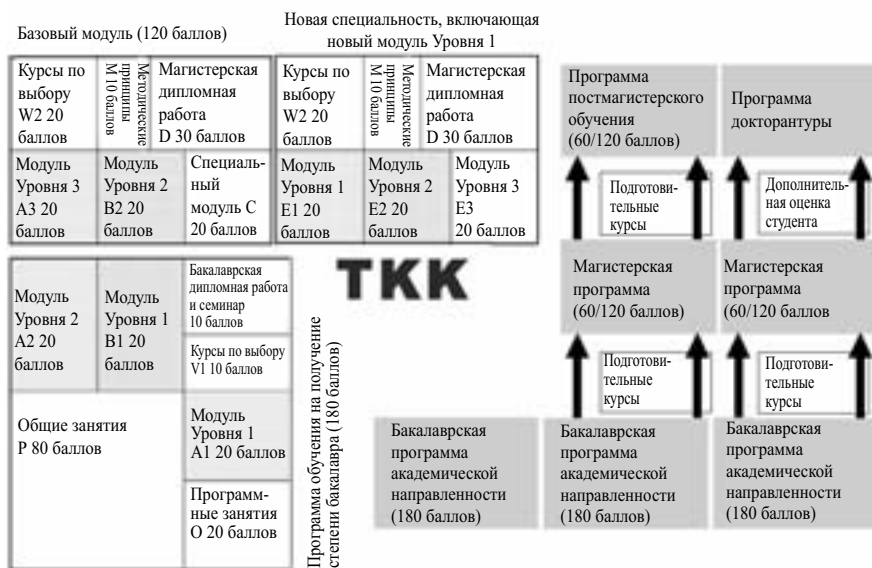 Базовый модуль (120 баллов)
Новая специальность, включающая
новый модуль Уровня 1
Курсы по
выбору
W2 20
баллов
Методические
принципы
М 10 баллов
Магистерская
дипломная
работа
D 30 баллов
Курсы по
выбору
W2 20
баллов
Методические
принципы
М 10 баллов
Магистерская
дипломная
работа
D 30 баллов
Модуль
Уровня 3
A3 20
баллов
Модуль
Уровня 2
B2 20
баллов
Специаль-
ный
модуль С
20 баллов
Модуль
Уровня 1
E1 20
баллов
Модуль
Уровня 2
E2 20
баллов
Модуль
Уровня 3
E3
20 баллов
Модуль
Уровня 2
A2 20
баллов
Модуль
Уровня 1
B1 20
баллов
Бакалаврская
дипломная работа
и семинар
10 баллов
Курсы по выбору
V1 10 баллов
Общие занятия
P 80 баллов
Модуль
Уровня 1
A1 20 баллов
Программ-
ные занятия
O 20 баллов
Программа обучения на получение
степени бакалавра (180 баллов)
ТКК
Программа
постмагистерского
обучения
(60/120 баллов)
Программа
докторантуры
Подготови-
тельные
курсы
Дополнитель-
ная оценка
студента
Магистерская
программа
(60/120 баллов)
Магистерская
программа
(60/120 баллов
Подготови-
тельные
курсы
Подготови-
тельные
курсы
Бакалаврская
программа
академической
направленности
(180 баллов)
Бакалаврская
программа
академической
направленности
(180 баллов)
Бакалаврская
программа
академической
направленности
(180 баллов)